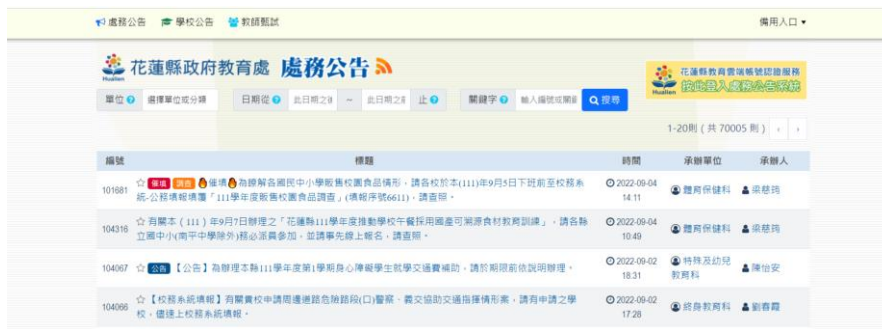 處務公告 學校公告 教師甄試 備用入口
花蓮縣政府教育處 處務公告
Hualien
花蓮縣教育雲端帳號認證服務
按此登入處務公告系統
Hualien
單位 選擇單位或分類 日期從 此日期之後 ~ 此日期之前 止 關鍵字 輸入編號或關鍵 搜尋
1-20則 ( 共 70005 則 ) ‹ ›
編號 標題 時間 承辦單位 承辦人
101681 催填 調查 催填 為瞭解各國民中小學販售校園食品情形,請各校於本(111)年9月5日下班前至校務系統-公務填報填覆「111學年度販售校園食品調查」(填報序號6611),請查照。 2022-09-04 14:11 體育保健科 梁慈琦
104316 有關本(111)年9月7日辦理之「花蓮縣111學年度推動學校午餐採用國產可溯源食材教育訓練」,請各縣立國中小(南平中學除外)務必派員參加,並請事先線上報名,請查照。 2022-09-04 10:49 體育保健科 梁慈琦
104067 公告 【公告】為辦理本縣111學年度第1學期身心障礙學生就學交通費補助,請於期限前依說明辦理。 2022-09-02 18:31 特殊及幼兒教育科 陳怡安
104066 【校務系統填報】有關貴校申請周邊道路危險路段(口)警察、義交協助交通指揮情形案,請有申請之學校,儘速上校務系統填報。 2022-09-02 17:28 終身教育科 劉春霞